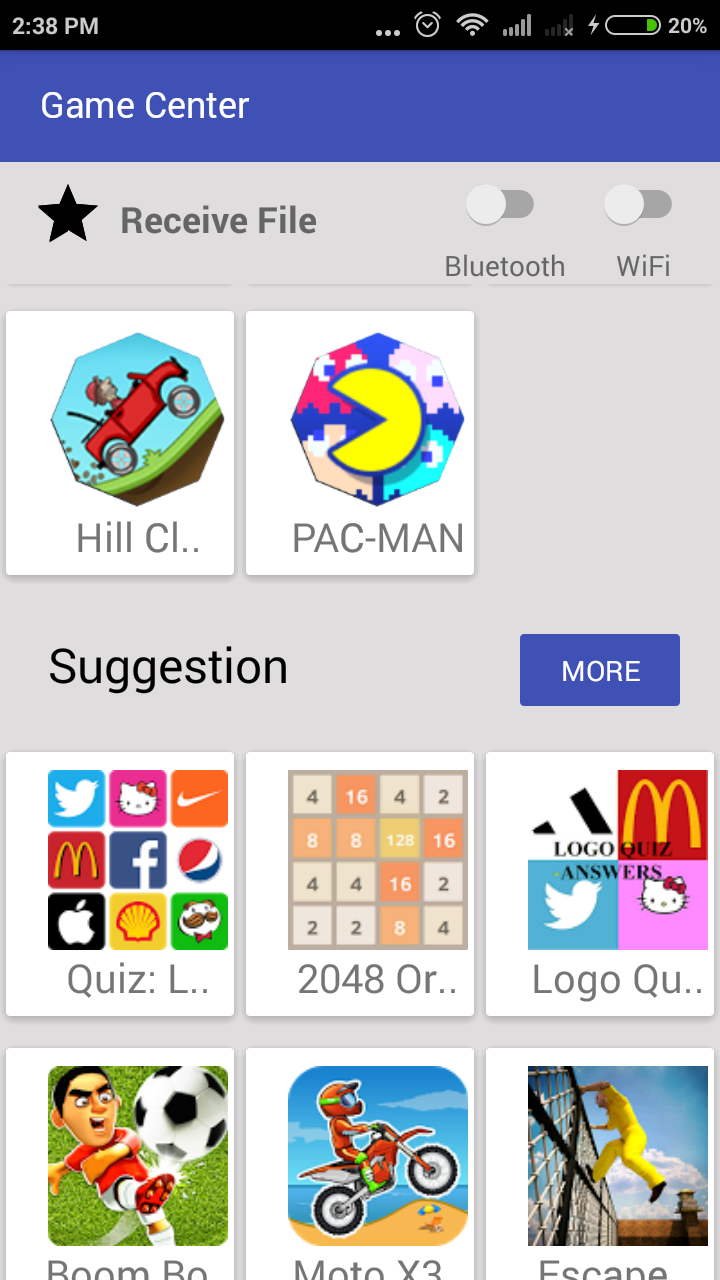 2:38 PM
20%
Game Center
Receive File
Bluetooth
WiFi
Hill Cl..
PAC-MAN
Suggestion
MORE
4 16 4 2
8 8 128 16
4 4 16 2
2 2 8 4
LOGO QUIZ
ANSWERS
Quiz: L..
2048 Or..
Logo Qu..
Boom Bo
Moto X3
Escape